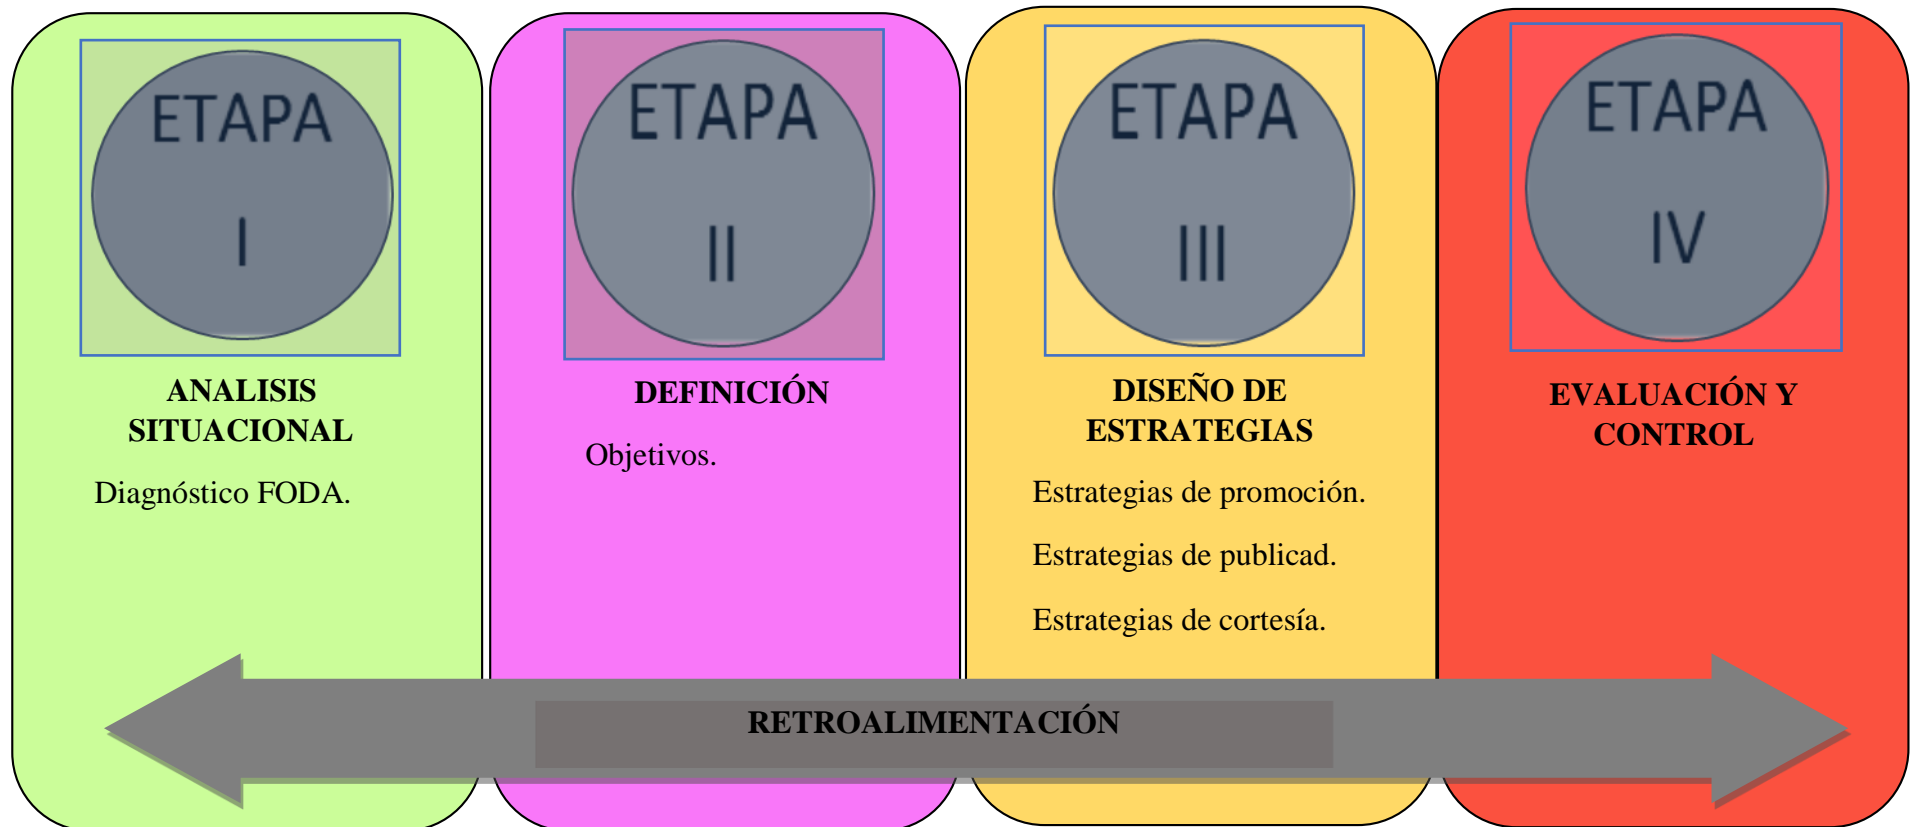 ETAPA
I
ANALISIS
SITUACIONAL
Diagnóstico FODA.
ETAPA
II
DEFINICIÓN
Objetivos.
ETAPA
III
DISEÑO DE
ESTRATEGIAS
Estrategias de promoción.
Estrategias de publicad.
Estrategias de cortesía.
ETAPA
IV
EVALUACIÓN Y
CONTROL
RETROALIMENTACIÓN